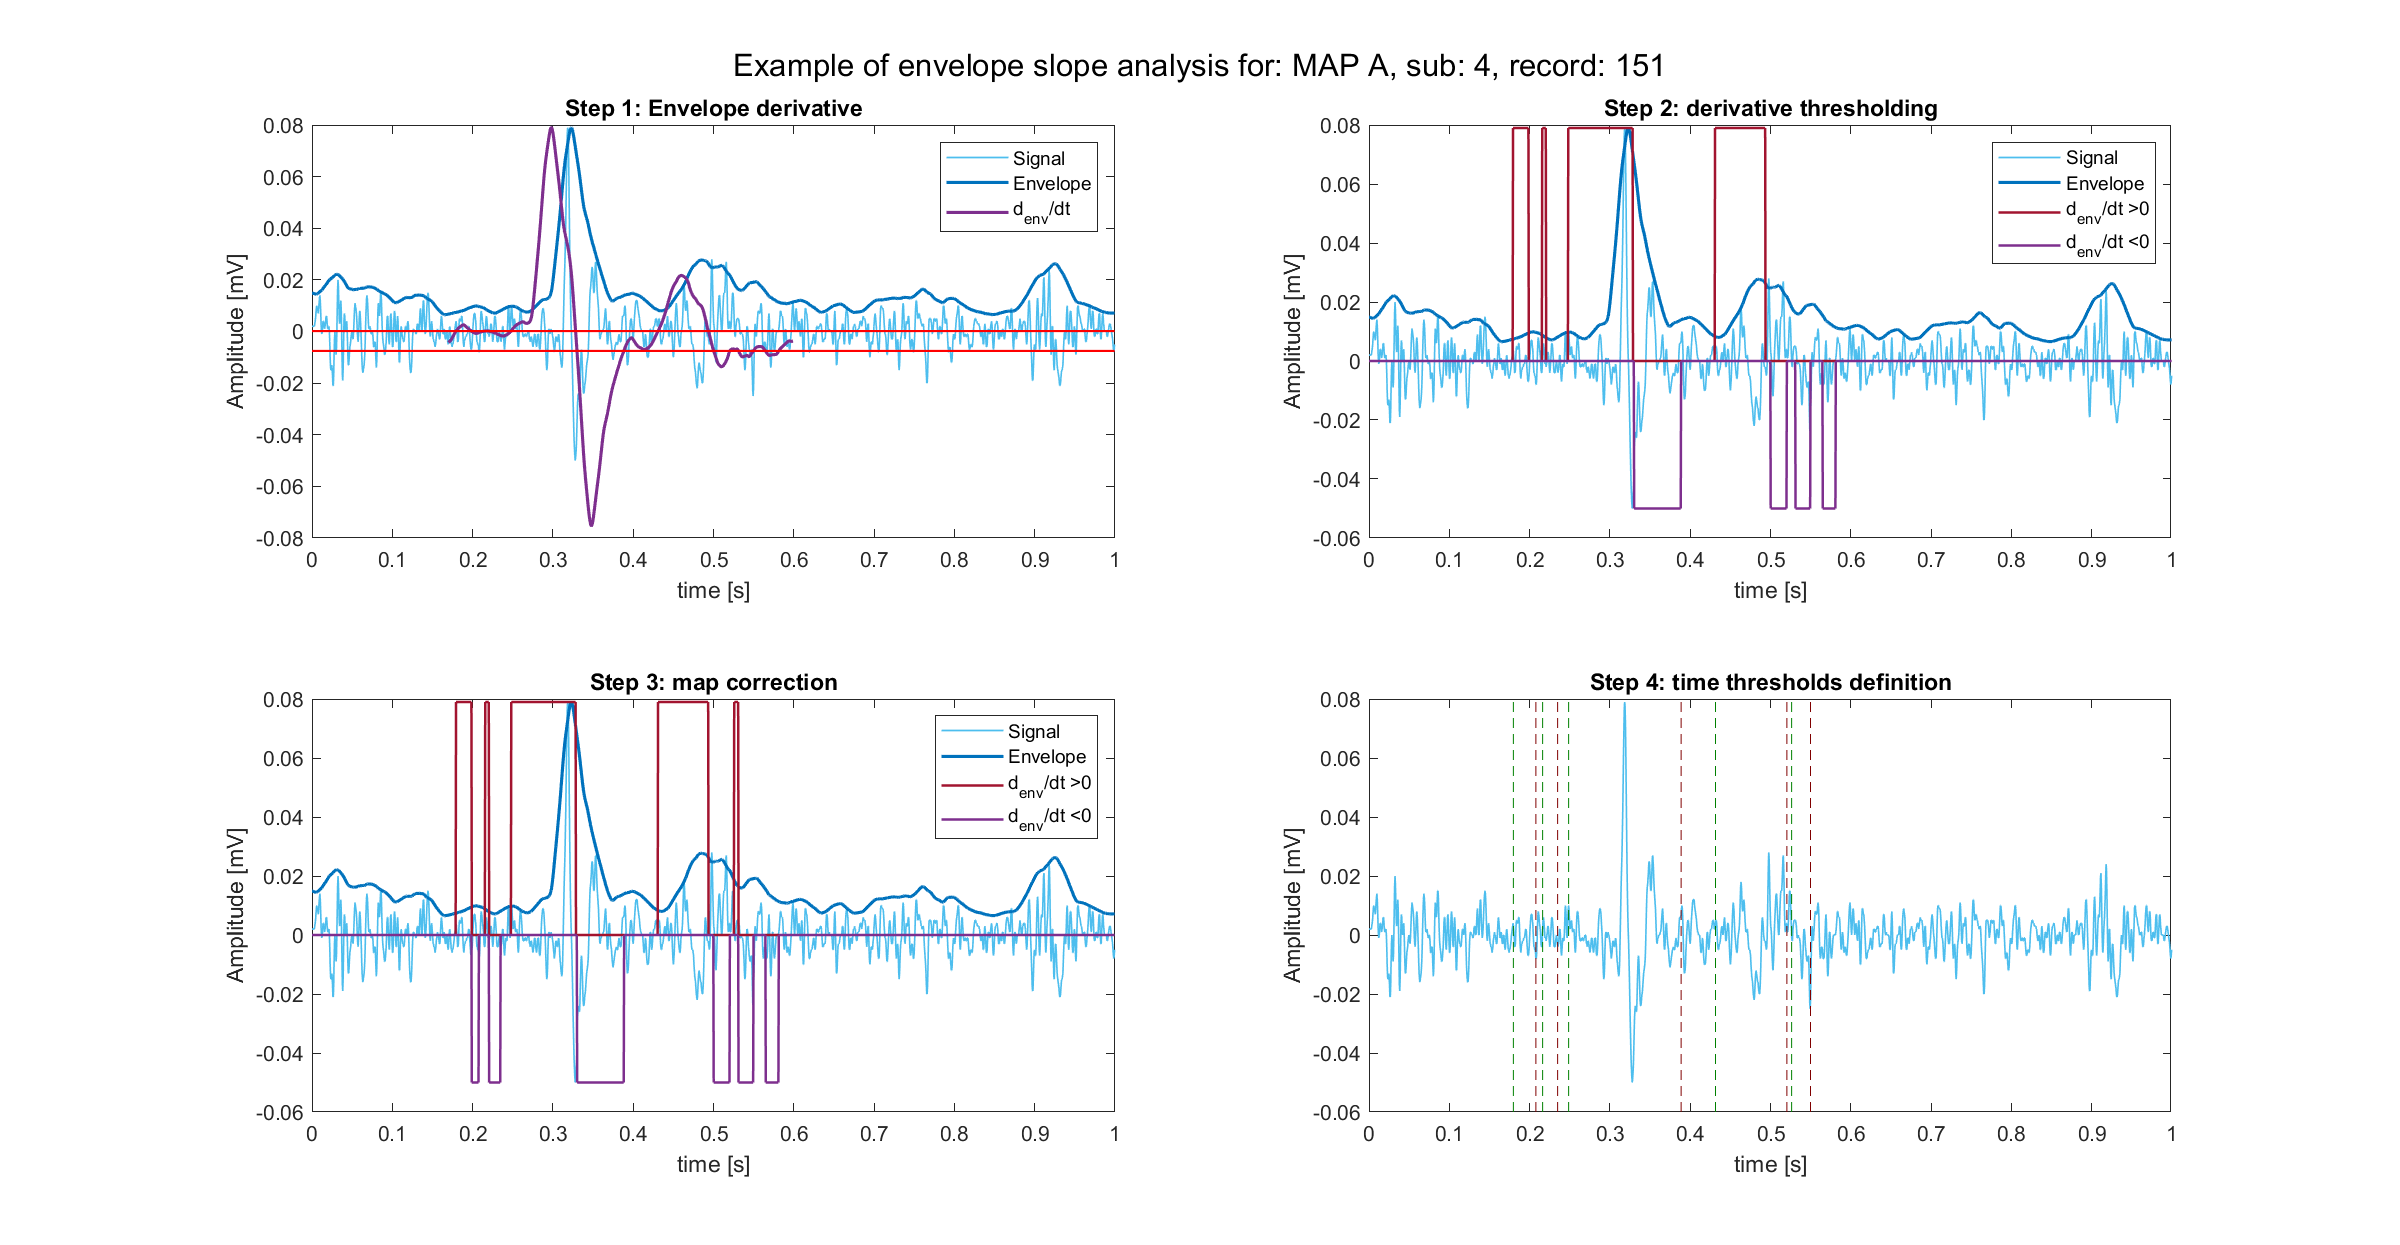 Example of envelope slope analysis for: MAP A, sub: 4, record: 151
Step 1: Envelope derivative
Amplitude [mV]
0.08
0.06
0.04
0.02
0
-0.02
-0.04
-0.06
-0.08
Signal
Envelope
d_env/dt
0 0.1 0.2 0.3 0.4 0.5 0.6 0.7 0.8 0.9 1
time [s]
Step 2: derivative thresholding
Amplitude [mV]
0.08
0.06
0.04
0.02
0
-0.02
-0.04
-0.06
Signal
Envelope
d_env/dt >0
d_env/dt <0
0 0.1 0.2 0.3 0.4 0.5 0.6 0.7 0.8 0.9 1
time [s]
Step 3: map correction
Amplitude [mV]
0.08
0.06
0.04
0.02
0
-0.02
-0.04
-0.06
Signal
Envelope
d_env/dt >0
d_env/dt <0
0 0.1 0.2 0.3 0.4 0.5 0.6 0.7 0.8 0.9 1
time [s]
Step 4: time thresholds definition
Amplitude [mV]
0.08
0.06
0.04
0.02
0
-0.02
-0.04
-0.06
0 0.1 0.2 0.3 0.4 0.5 0.6 0.7 0.8 0.9 1
time [s]